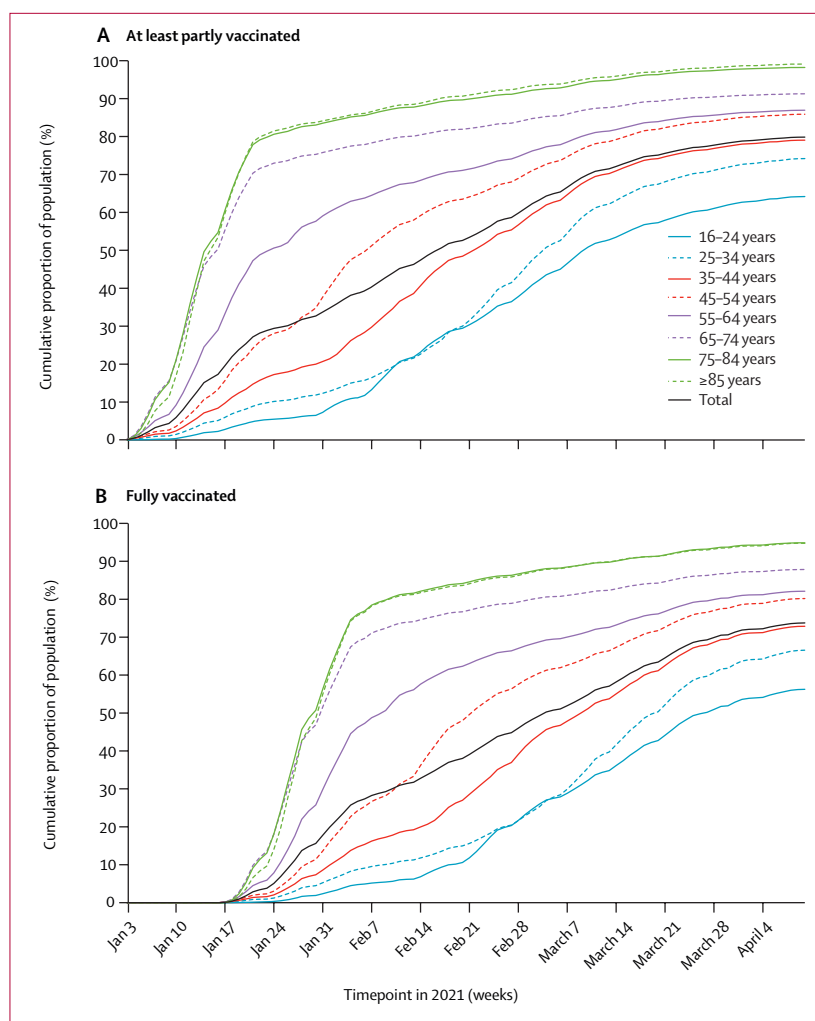 A At least partly vaccinated
100
90
80
70
60
50
40
30
20
10
0
Cumulative proportion of population (%)
16–24 years
25–34 years
35–44 years
45–54 years
55–64 years
65–74 years
75–84 years
≥85 years
Total
B Fully vaccinated
100
90
80
70
60
50
40
30
20
10
0
Cumulative proportion of population (%)
Jan 3
Jan 10
Jan 17
Jan 24
Jan 31
Feb 7
Feb 14
Feb 21
Feb 28
March 7
March 14
March 21
March 28
April 4
Timepoint in 2021 (weeks)